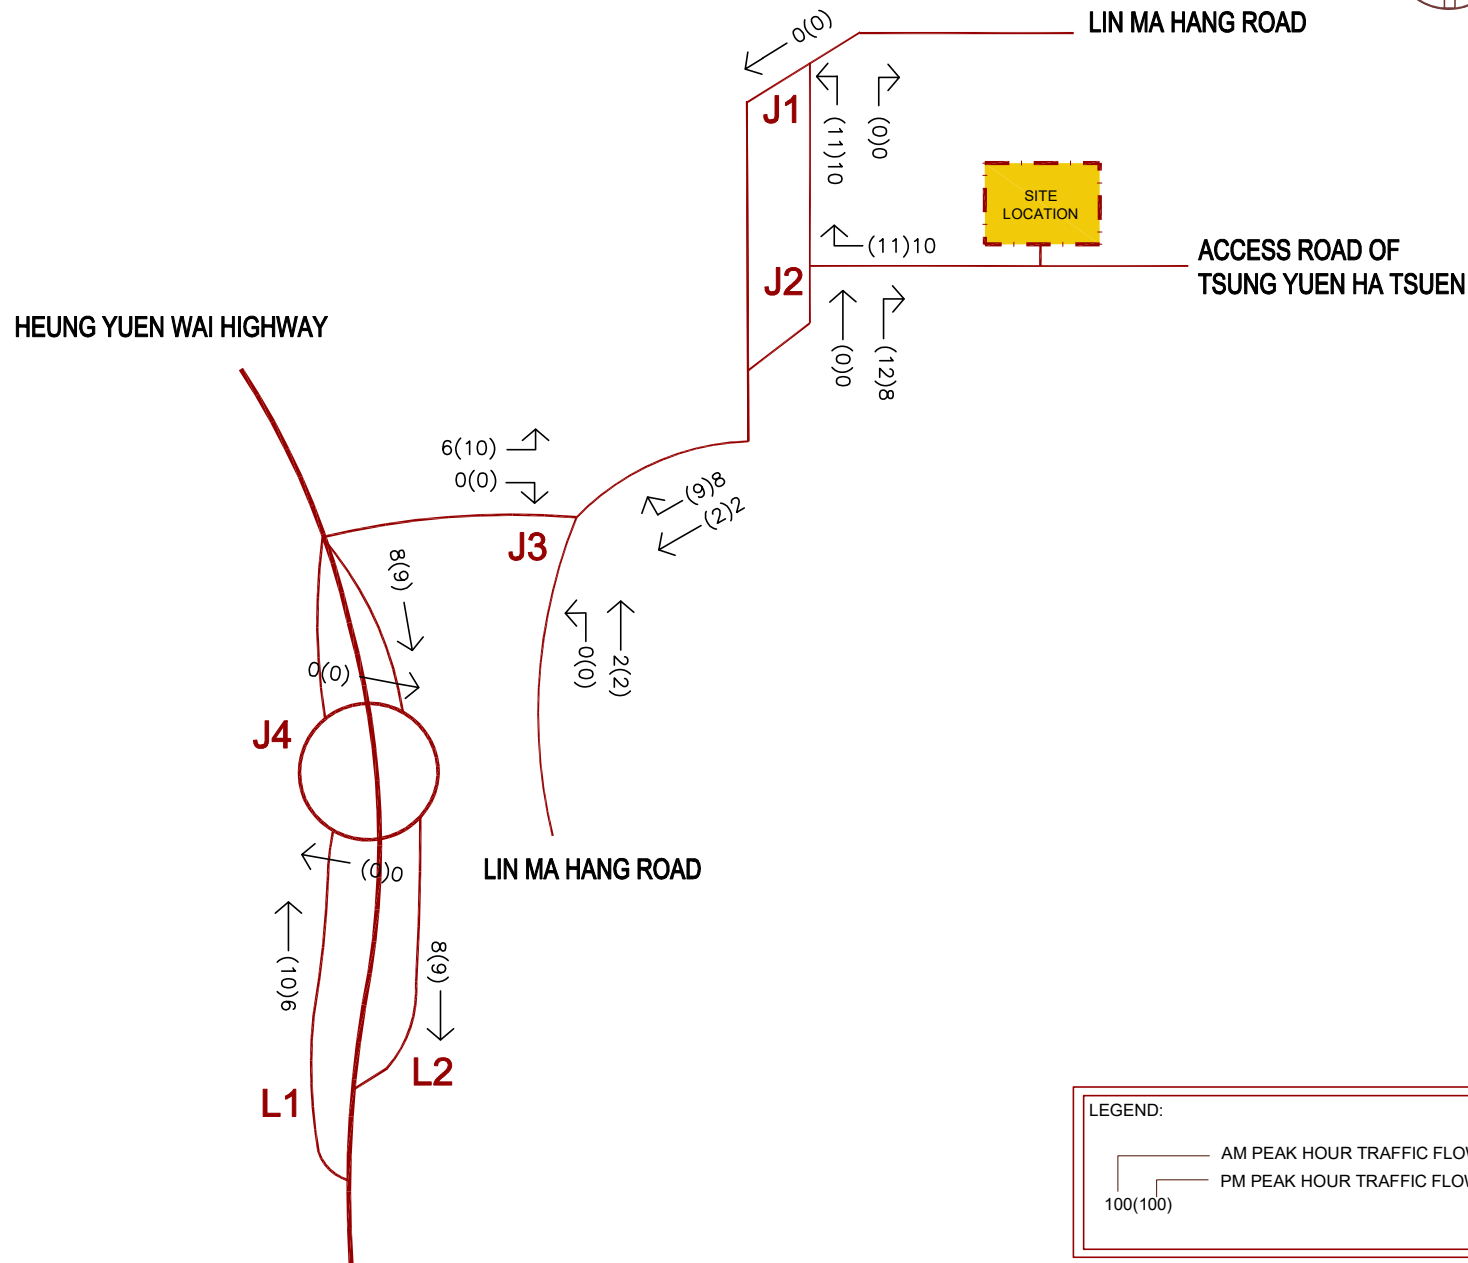 LIN MA HANG ROAD
0(0)
J1
(11)10
(0)0
SITE
LOCATION
(11)10
ACCESS ROAD OF
TSUNG YUEN HA TSUEN
J2
HEUNG YUEN WAI HIGHWAY
(0)0
(12)8
6(10)
0(0)
(9)8
(2)2
J3
8(9)
0(0)
0(0)
2(2)
J4
LIN MA HANG ROAD
(0)0
(10)6
8(9)
L2
L1
LEGEND:
AM PEAK HOUR TRAFFIC FLOW
PM PEAK HOUR TRAFFIC FLOW
100(100)